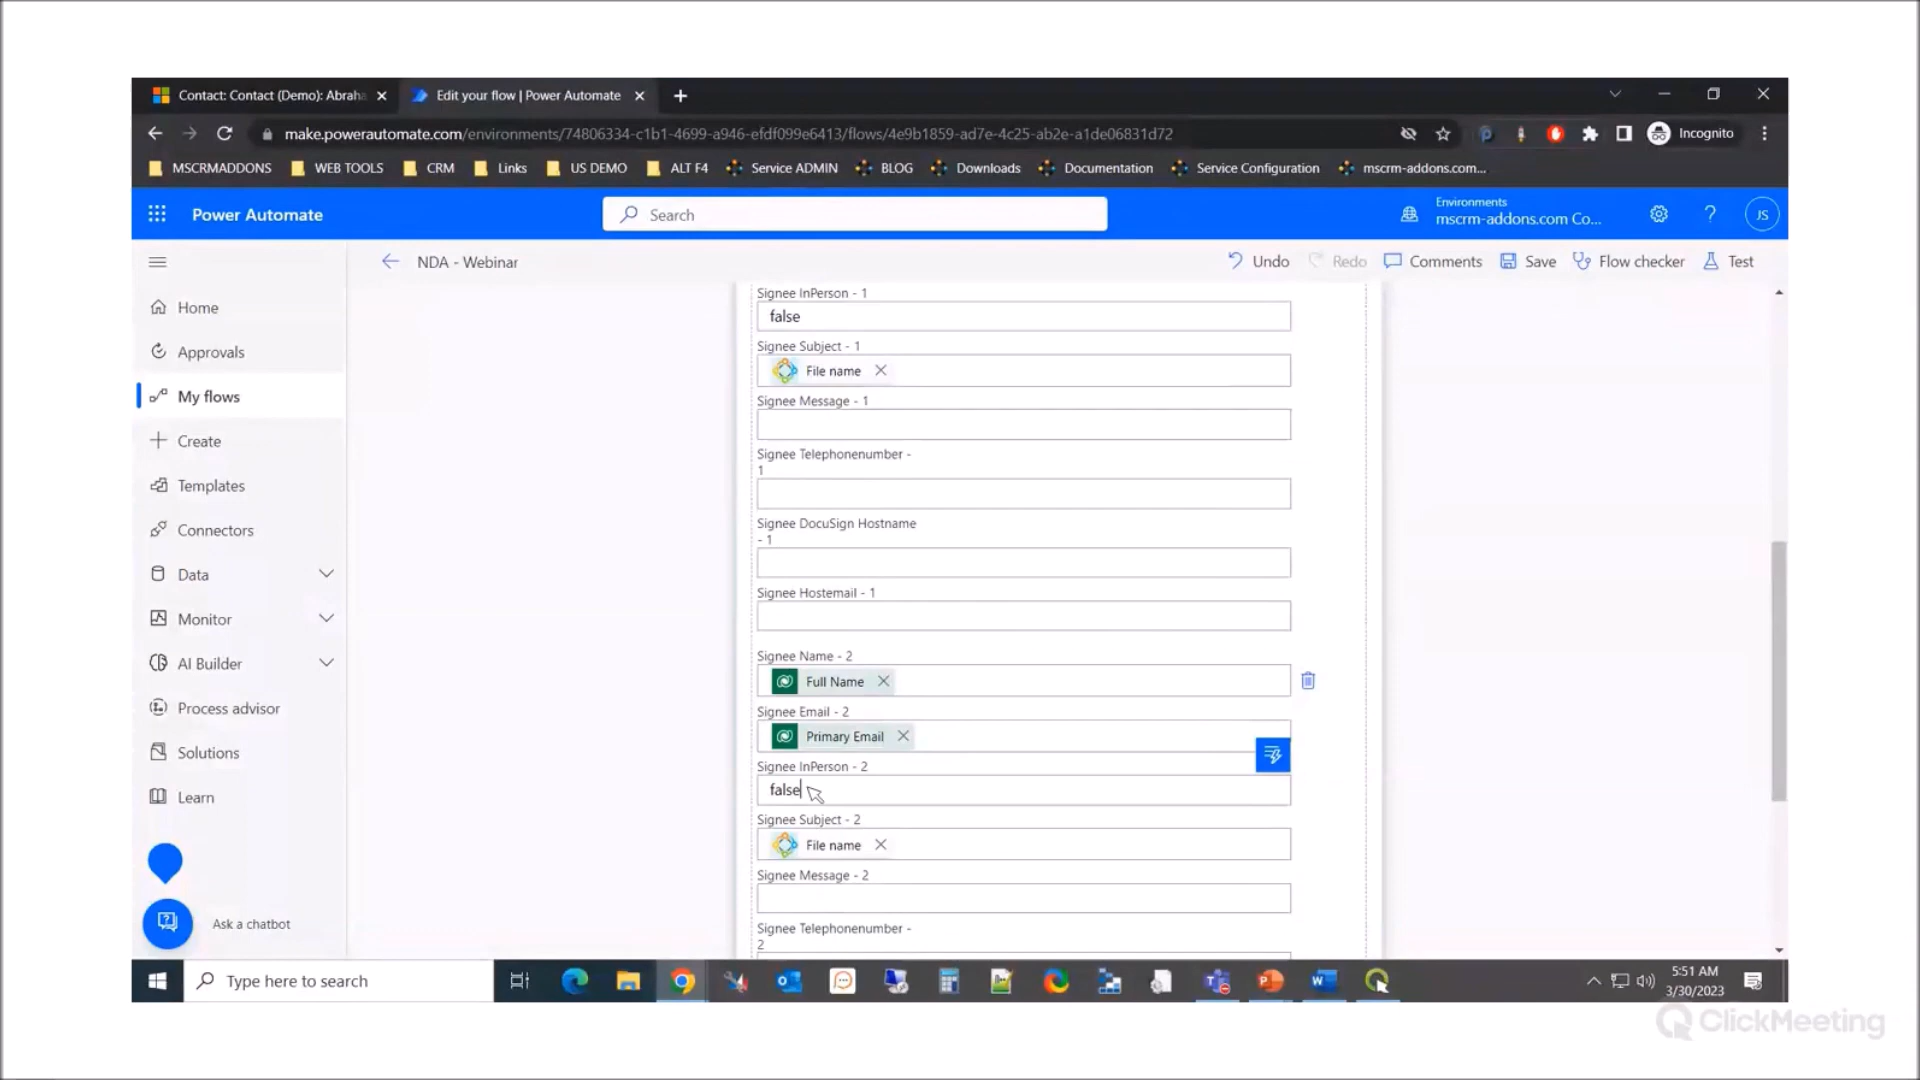 Contact: Contact (Demo): Abraha
Edit your flow | Power Automate
make.powerautomate.com/environments/74806334-c1b1-4699-a946-efdf099e6413/flows/4e9b1859-ad7e-4c25-ab2e-a1de06831d72
Incognito
MSCRMADDONS
WEB TOOLS
CRM
Links
US DEMO
ALT F4
Service ADMIN
BLOG
Downloads
Documentation
Service Configuration
mscrm-addons.com...
Power Automate
Search
Environments
mscrm-addons.com Co...
JS
NDA - Webinar
Undo
Redo
Comments
Save
Flow checker
Test
Home
Approvals
My flows
Create
Templates
Connectors
Data
Monitor
AI Builder
Process advisor
Solutions
Learn
Ask a chatbot
Signee InPerson - 1
false
Signee Subject - 1
File name
Signee Message - 1
Signee Telephonenumber -
1
Signee DocuSign Hostname
- 1
Signee Hostemail - 1
Signee Name - 2
Full Name
Signee Email - 2
Primary Email
Signee InPerson - 2
false
Signee Subject - 2
File name
Signee Message - 2
Signee Telephonenumber -
2
Type here to search
5:51 AM
3/30/2023
ClickMeeting